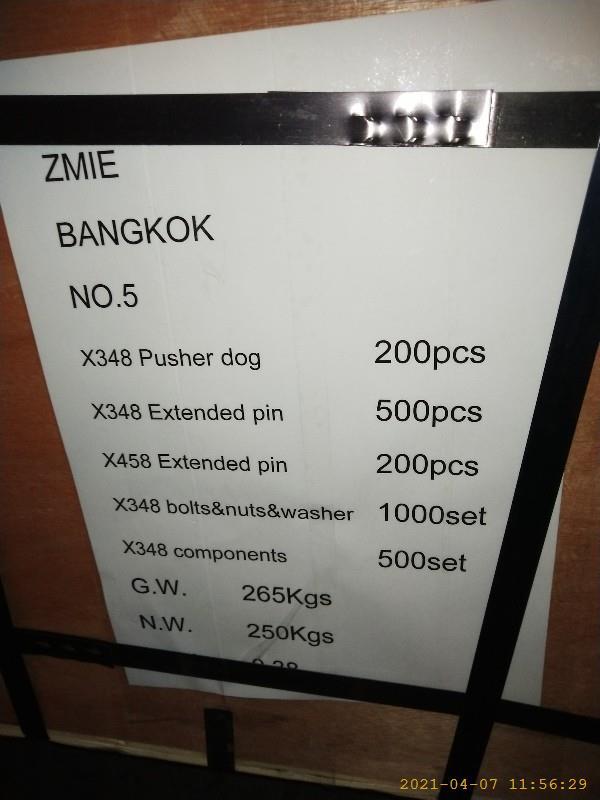 ZMIE
BANGKOK
NO.5
X348 Pusher dog 200pcs
X348 Extended pin 500pcs
X458 Extended pin 200pcs
X348 bolts&nuts&washer 1000set
X348 components 500set
G.W. 265Kgs
N.W. 250Kgs
2021-04-07 11:56:29